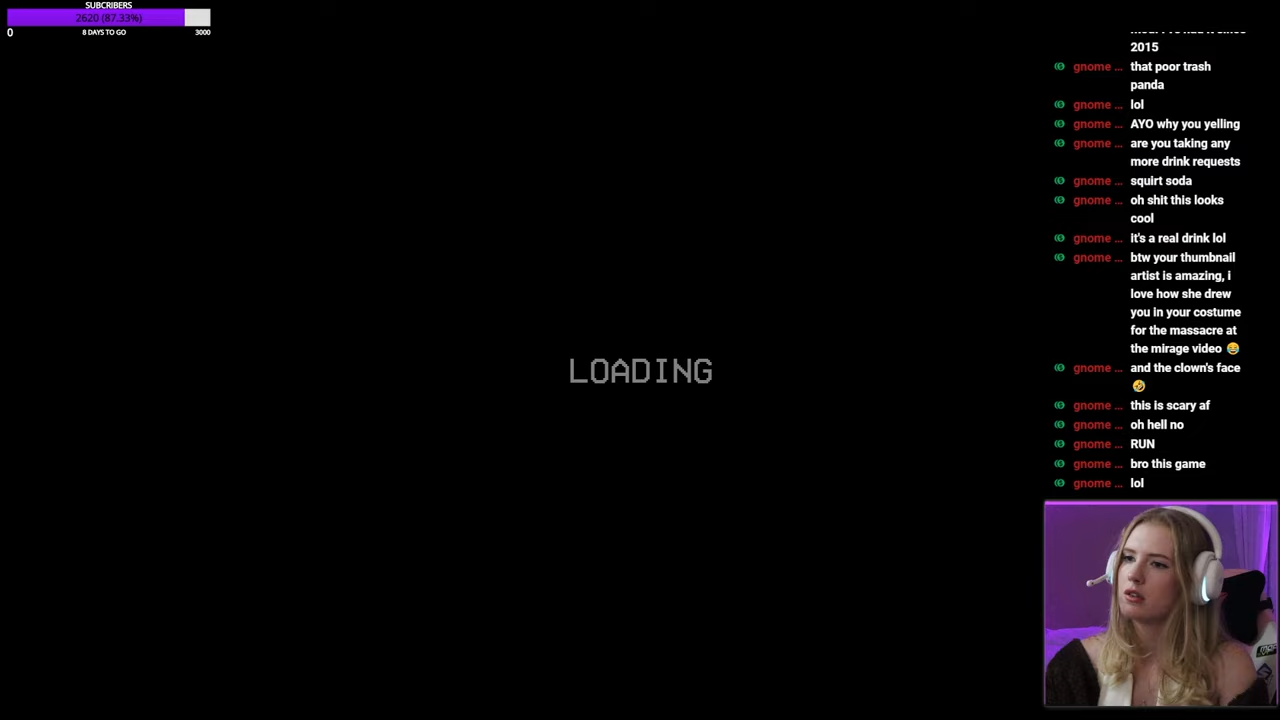 SUBCRIBERS
2620 (87.33%)
0
8 DAYS TO GO
3000
2015
gnome ... that poor trash
panda
gnome ... lol
gnome ... AYO why you yelling
gnome ... are you taking any
more drink requests
gnome ... squirt soda
gnome ... oh shit this looks
cool
gnome ... it's a real drink lol
gnome ... btw your thumbnail
artist is amazing, i
love how she drew
you in your costume
for the massacre at
the mirage video 😂
gnome ... and the clown's face
🤣
gnome ... this is scary af
gnome ... oh hell no
gnome ... RUN
gnome ... bro this game
gnome ... lol
LOADING